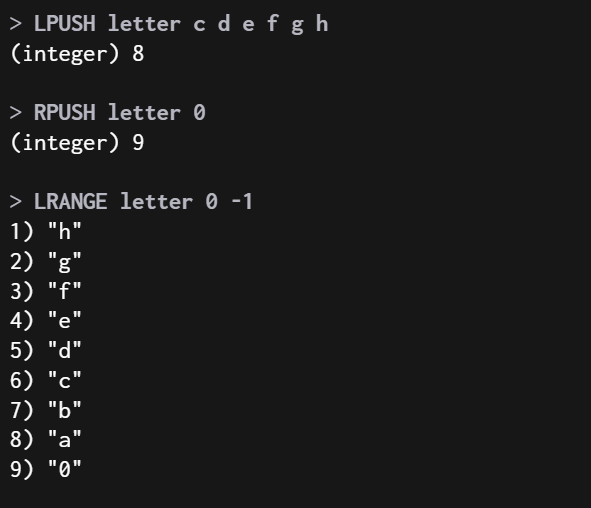 > LPUSH letter c d e f g h
(integer) 8
> RPUSH letter 0
(integer) 9
> LRANGE letter 0 -1
1) "h"
2) "g"
3) "f"
4) "e"
5) "d"
6) "c"
7) "b"
8) "a"
9) "0"